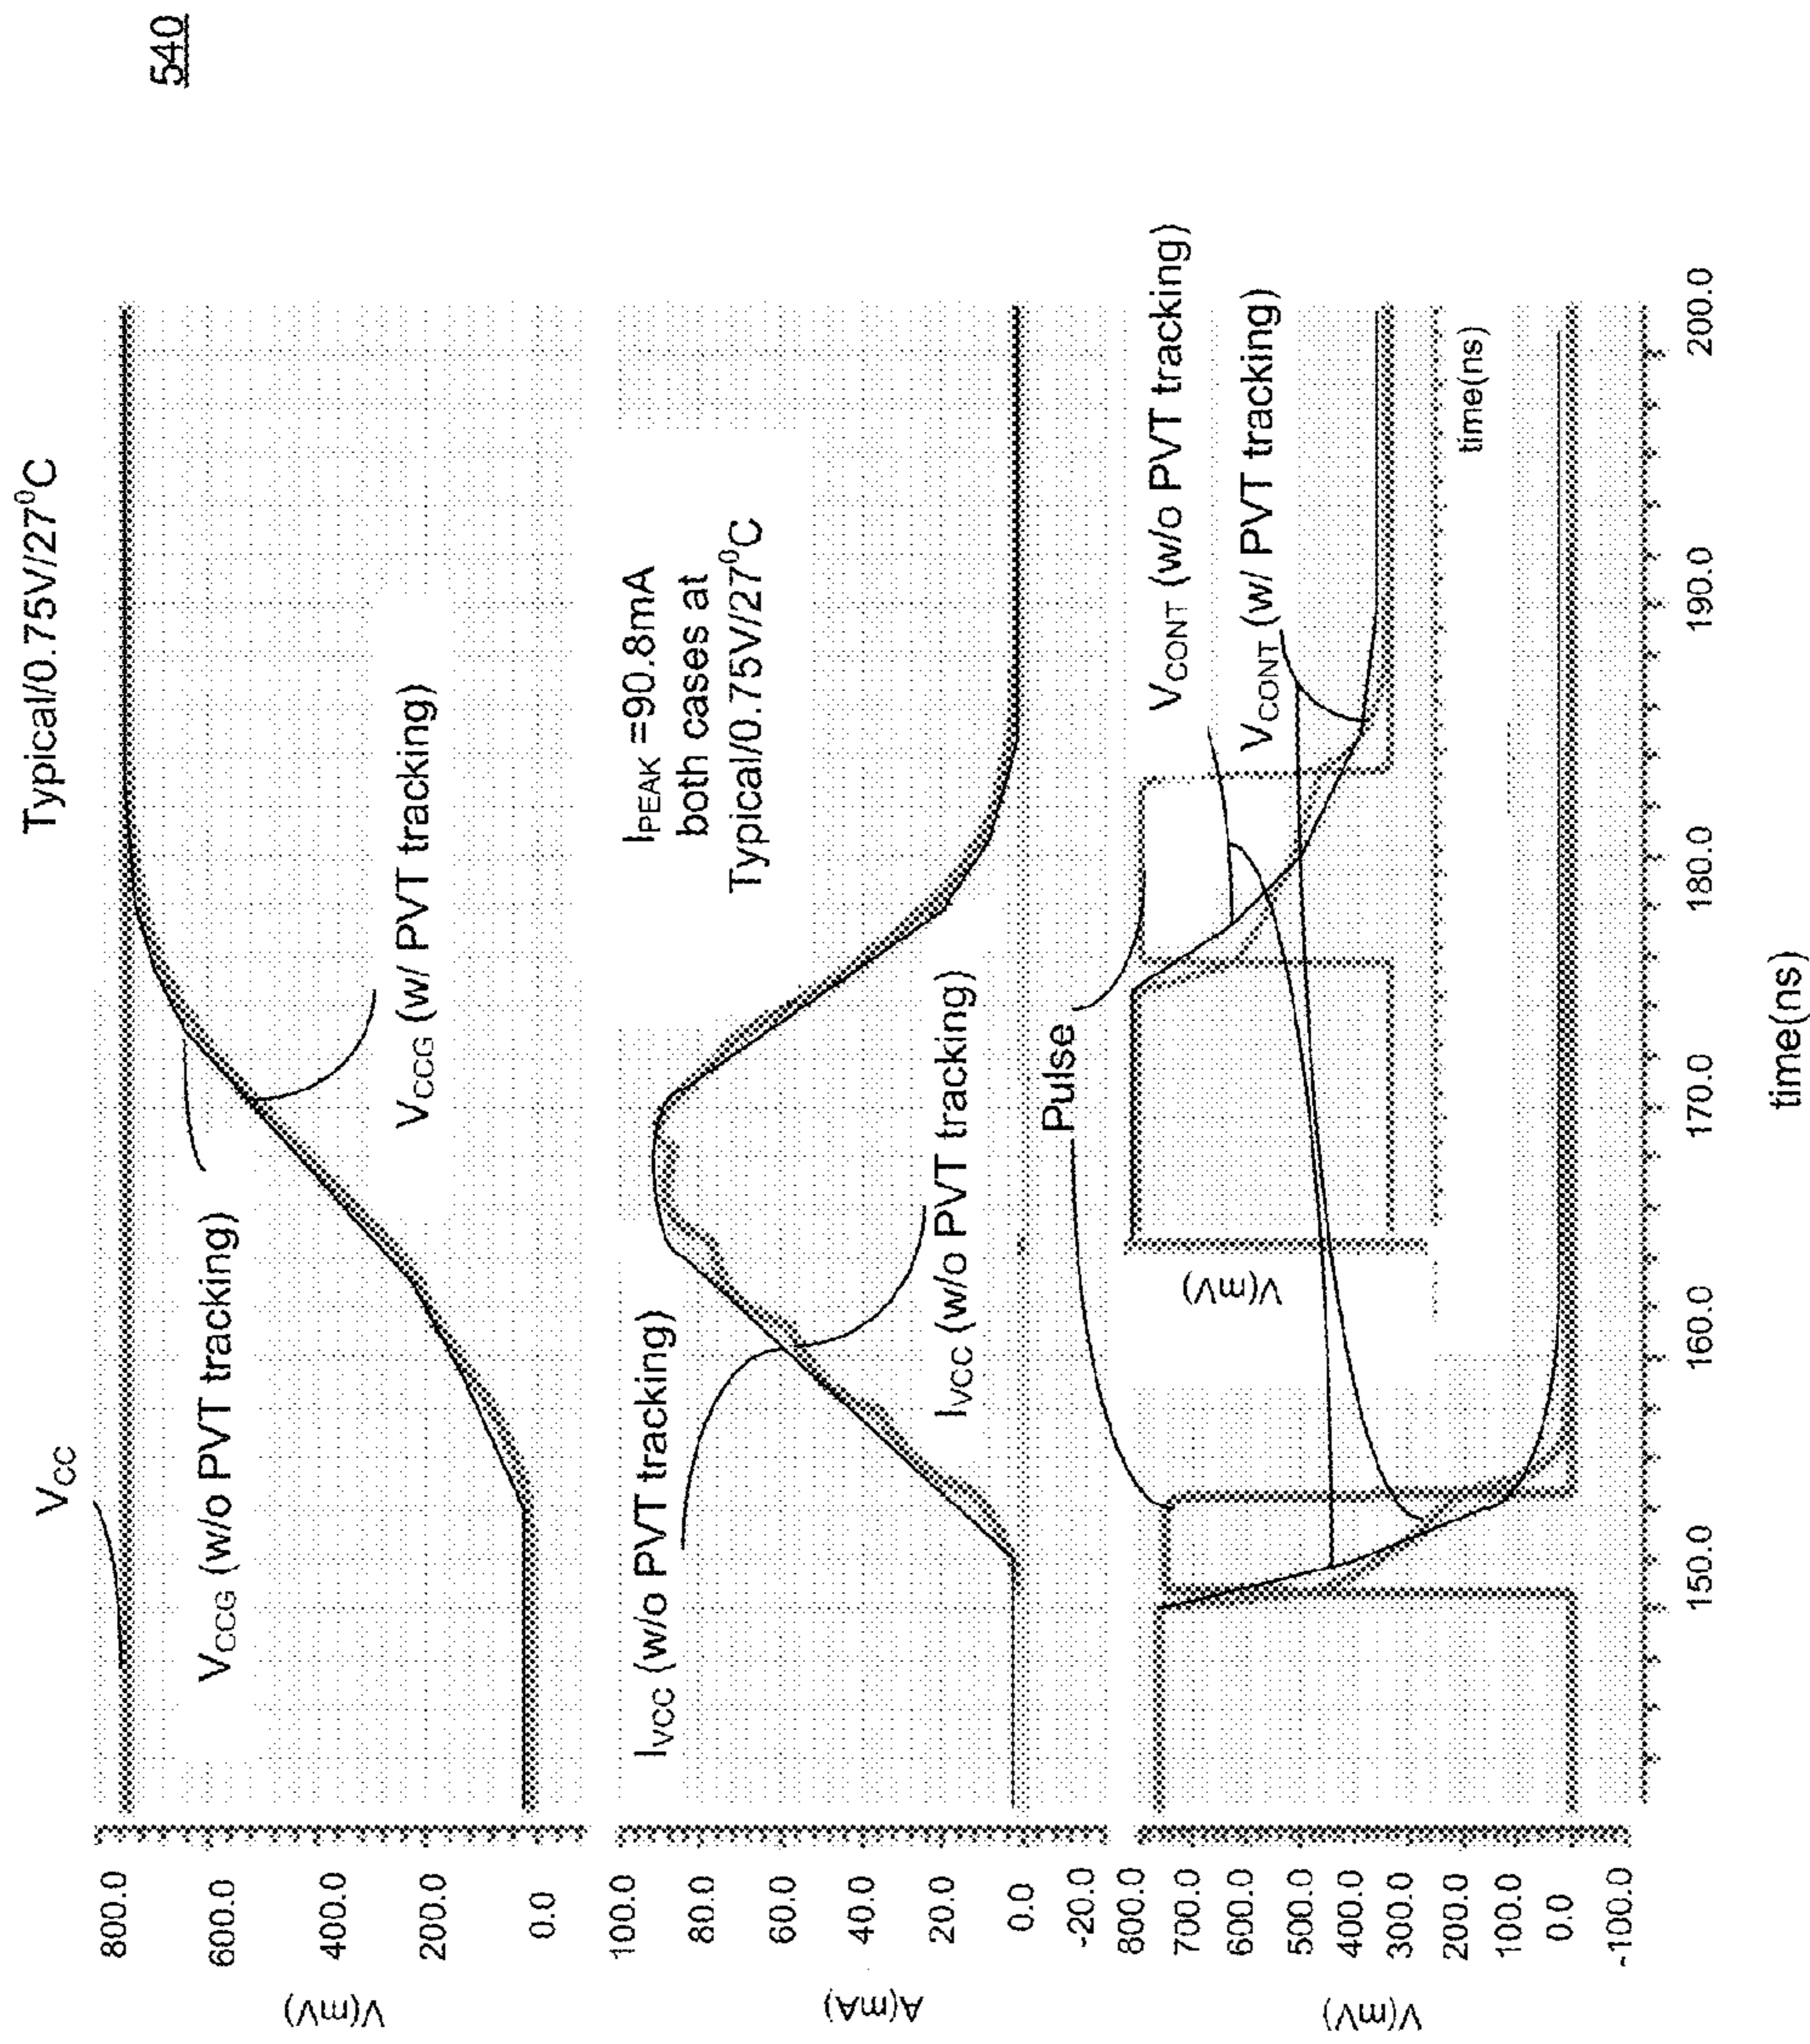 540
Typical/0.75V/27⁰C
V_CC
V_CCG (w/o PVT tracking)
V_CCG (w/ PVT tracking)
V(mV)
800.0
600.0
400.0
200.0
0.0
I_PEAK =90.8mA
both cases at
Typical/0.75V/27⁰C
I_VCC (w/o PVT tracking)
I_VCC (w/o PVT tracking)
A(mA)
100.0
80.0
60.0
40.0
20.0
0.0
-20.0
Pulse
V_CONT (w/o PVT tracking)
V_CONT (w/ PVT tracking)
V(mV)
time(ns)
V(mV)
800.0
700.0
600.0
500.0
400.0
300.0
200.0
100.0
0.0
-100.0
150.0
160.0
170.0
180.0
190.0
200.0
time(ns)